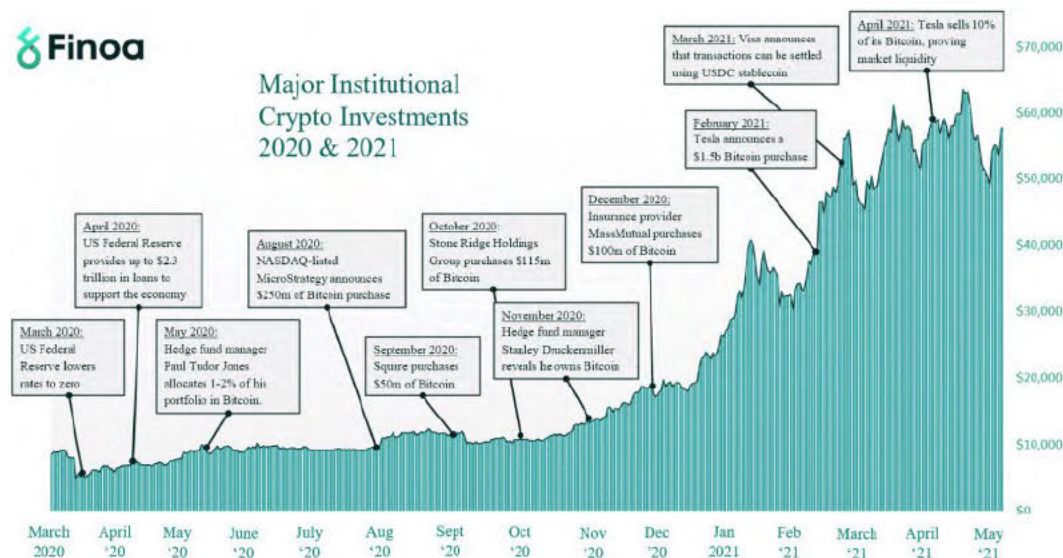 Finoa
Major Institutional
Crypto Investments
2020 & 2021
March 2020:
US Federal
Reserve lowers
rates to zero
April 2020:
US Federal Reserve
provides up to $2.3
trillion in loans to
support the economy
May 2020:
Hedge fund manager
Paul Tudor Jones
allocates 1-2% of his
portfolio in Bitcoin.
August 2020:
NASDAQ-listed
MicroStrategy announces
$250m of Bitcoin purchase
September 2020:
Square purchases
$50m of Bitcoin
October 2020:
Stone Ridge Holdings
Group purchases $115m
of Bitcoin
November 2020:
Hedge fund manager
Stanley Druckenmiller
reveals he owns Bitcoin
December 2020:
Insurance provider
MassMutual purchases
$100m of Bitcoin
February 2021:
Tesla announces a
$1.5b Bitcoin purchase
March 2021: Visa announces
that transactions can be settled
using USDC stablecoin
April 2021: Tesla sells 10%
of its Bitcoin, proving
market liquidity
$70,000
$60,000
$50,000
$40,000
$30,000
$20,000
$10,000
$0
March
2020
April
'20
May
'20
June
'20
July
'20
Aug
'20
Sept
'20
Oct
'20
Nov
'20
Dec
'20
Jan
2021
Feb
'21
March
'21
April
'21
May
'21